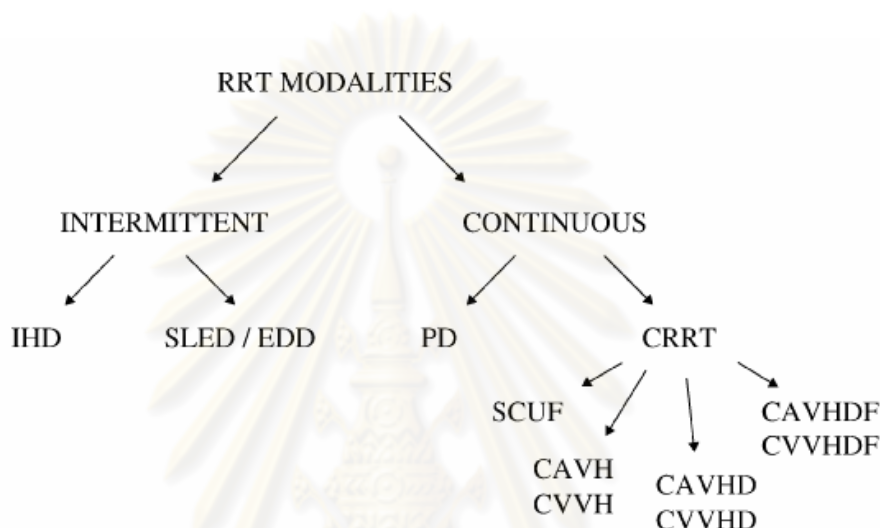 RRT MODALITIES
INTERMITTENT
CONTINUOUS
IHD
SLED / EDD
PD
CRRT
SCUF
CAVH
CVVH
CAVHD
CVVHD
CAVHDF
CVVHDF